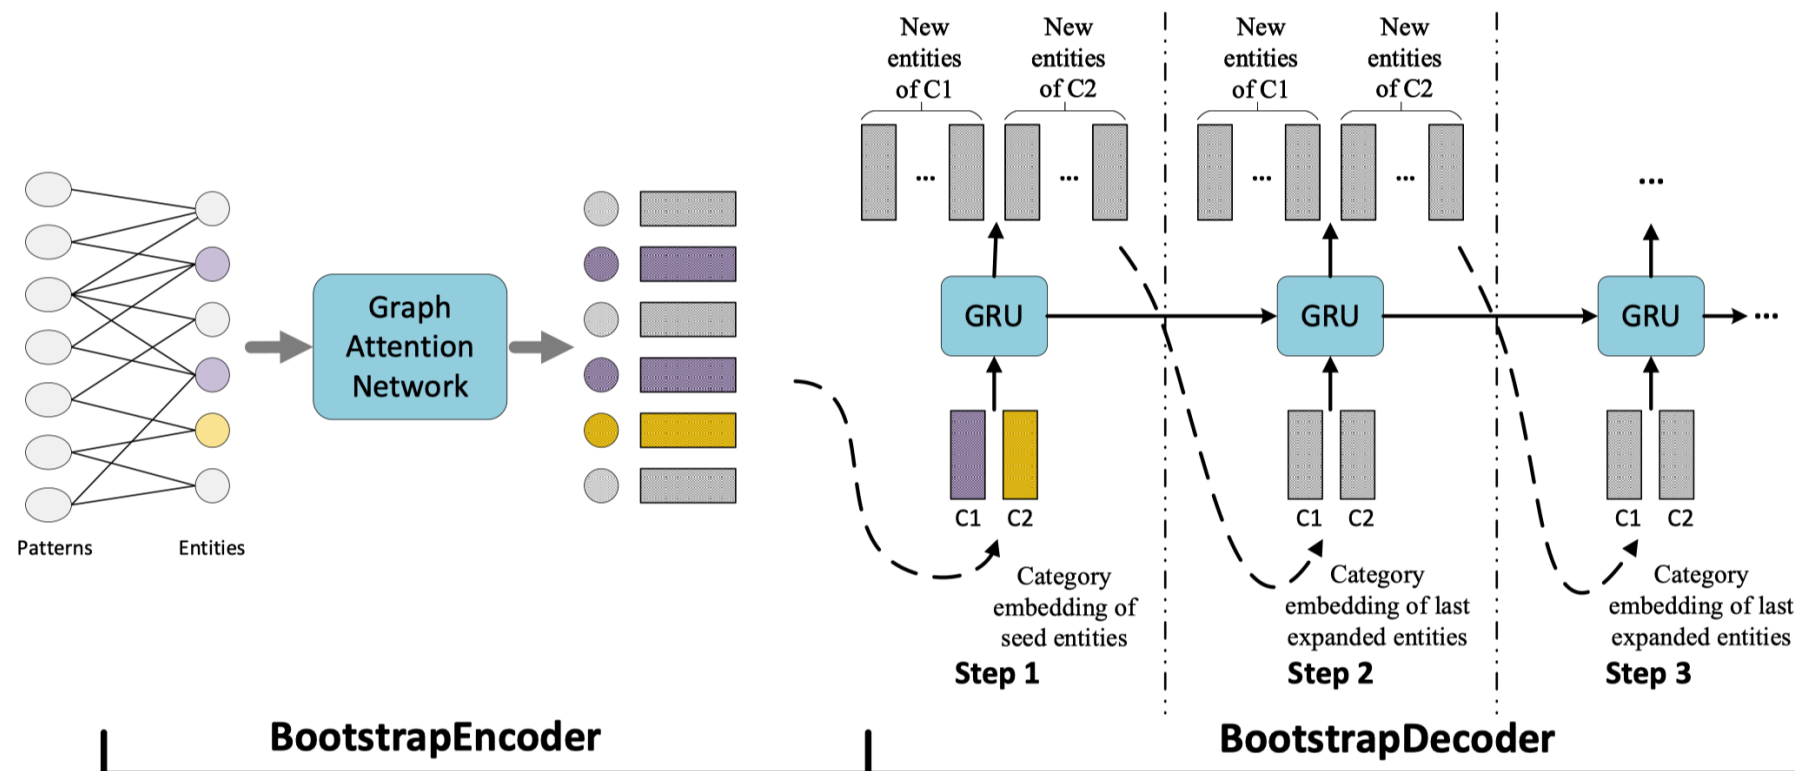 Patterns
Entities
Graph
Attention
Network
New
entities
of C1
New
entities
of C2
...
...
GRU
C1
C2
Category
embedding of
seed entities
Step 1
New
entities
of C1
New
entities
of C2
...
...
GRU
C1
C2
Category
embedding of last
expanded entities
Step 2
...
GRU
...
C1
C2
Category
embedding of last
expanded entities
Step 3
BootstrapEncoder
BootstrapDecoder